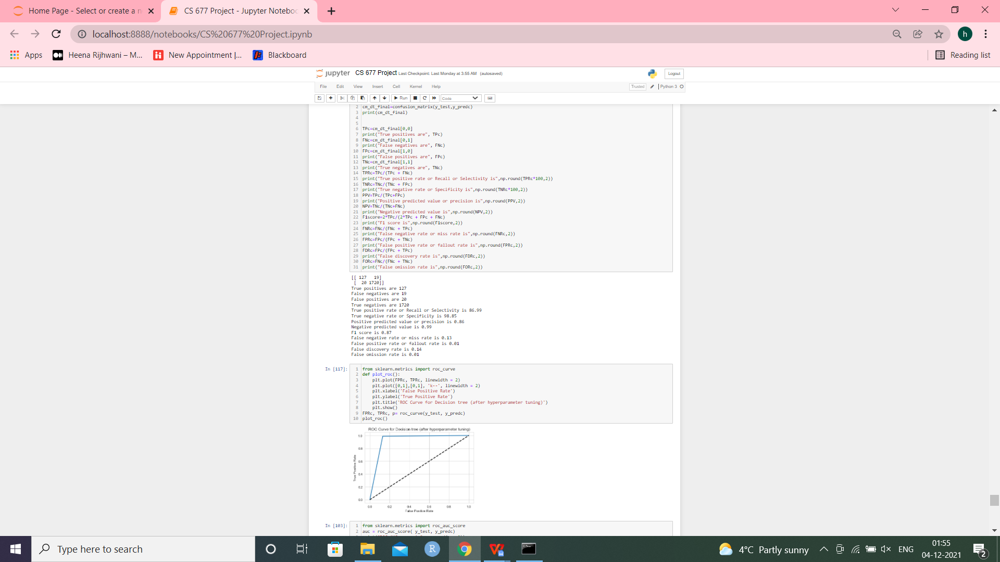 Home Page - Select or create a n
CS 677 Project - Jupyter Noteboo
localhost:8888/notebooks/CS%20677%20Project.ipynb
h
Apps
Heena Rijhwani – M...
New Appointment |...
Blackboard
Reading list
jupyter CS 677 Project Last Checkpoint: Last Monday at 3:55 AM (autosaved)
Logout
File Edit View Insert Cell Kernel Help
Trusted
Python 3
Run
Code
2 cm_dt_final=confusion_matrix(y_test,y_predc)
3 print(cm_dt_final)
4
5
6 TPc=cm_dt_final[0,0]
7 print("True positives are", TPc)
8 FNc=cm_dt_final[0,1]
9 print("False negatives are", FNc)
10 FPc=cm_dt_final[1,0]
11 print("False positives are", FPc)
12 TNc=cm_dt_final[1,1]
13 print("True negatives are", TNc)
14 TPRc=TPc/(TPc + FNc)
15 print("True positive rate or Recall or Selectivity is",np.round(TPRc*100,2))
16 TNRc=TNc/(TNc + FPc)
17 print("True negative rate or Specificity is",np.round(TNRc*100,2))
18 PPV=TPc/(TPc+FPc)
19 print("Positive predicted value or precision is",np.round(PPV,2))
20 NPV=TNc/(TNc+FNc)
21 print("Negative predicted value is",np.round(NPV,2))
22 F1score=2*TPc/(2*TPc + FPc + FNc)
23 print("F1 score is",np.round(F1score,2))
24 FNRc=FNc/(FNc + TPc)
25 print("False negative rate or miss rate is",np.round(FNRc,2))
26 FPRc=FPc/(FPc + TNc)
27 print("False positive rate or fallout rate is",np.round(FPRc,2))
28 FDRc=FPc/(FPc + TPc)
29 print("False discovery rate is",np.round(FDRc,2))
30 FORc=FNc/(FNc + TNc)
31 print("False omission rate is",np.round(FORc,2))
[[ 127   19]
[  20 1720]]
True positives are 127
False negatives are 19
False positives are 20
True negatives are 1720
True positive rate or Recall or Selectivity is 86.99
True negative rate or Specificity is 98.85
Positive predicted value or precision is 0.86
Negative predicted value is 0.99
F1 score is 0.87
False negative rate or miss rate is 0.13
False positive rate or fallout rate is 0.01
False discovery rate is 0.14
False omission rate is 0.01
In [117]:
1 from sklearn.metrics import roc_curve
2 def plot_roc():
3 plt.plot(FPRc, TPRc, linewidth = 2)
4 plt.plot([0,1],[0,1], 'k--', linewidth = 2)
5 plt.xlabel('False Positive Rate')
6 plt.ylabel('True Positive Rate')
7 plt.title('ROC Curve for Decision tree (after hyperparameter tuning)')
8 plt.show()
9 FPRc, TPRc, p= roc_curve(y_test, y_predc)
10 plot_roc()
ROC Curve for Decision tree (after hyperparameter tuning)
1.0
0.8
0.6
0.4
0.2
0.0
True Positive Rate
0.0 0.2 0.4 0.6 0.8 1.0
False Positive Rate
In [103]:
1 from sklearn.metrics import roc_auc_score
2 auc = roc_auc_score( y_test, y_predc)
Type here to search
R
4°C Partly sunny
ENG
01:55
04-12-2021
2